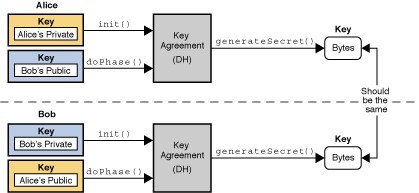 Alice
Key
Alice's Private
init()
Key
Bob's Public
doPhase()
Key
Agreement
(DH)
generateSecret()
Key
Bytes
Should
be the
same
Bob
Key
Bob's Private
init()
Key
Alice's Public
doPhase()
Key
Agreement
(DH)
generateSecret()
Key
Bytes